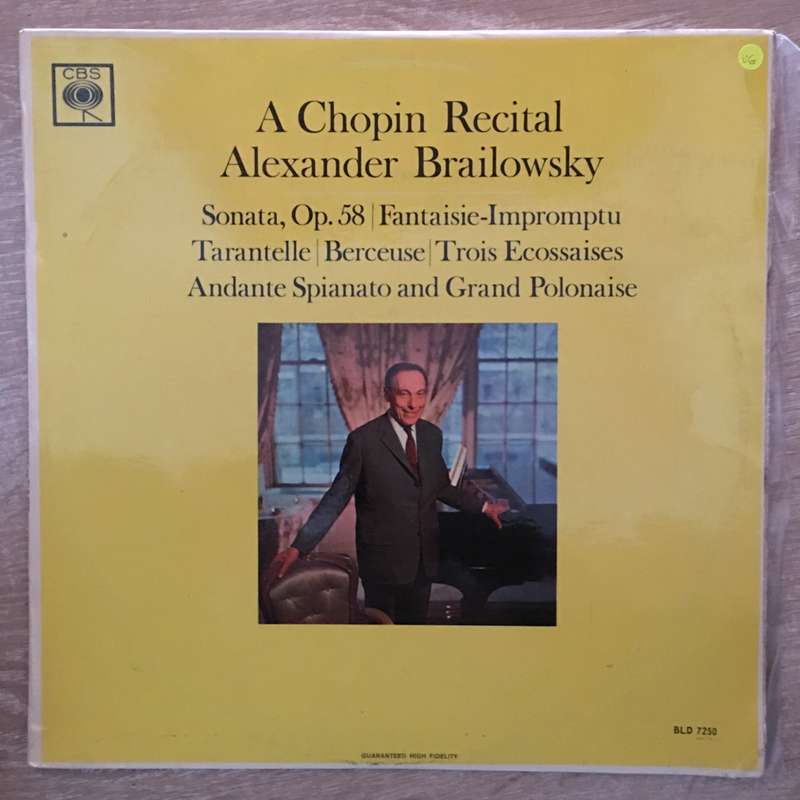 CBS
VG
A Chopin Recital
Alexander Brailowsky
Sonata, Op. 58 | Fantaisie-Impromptu
Tarantelle | Berceuse | Trois Ecossaises
Andante Spianato and Grand Polonaise
BLD 7250
GUARANTEED HIGH FIDELITY